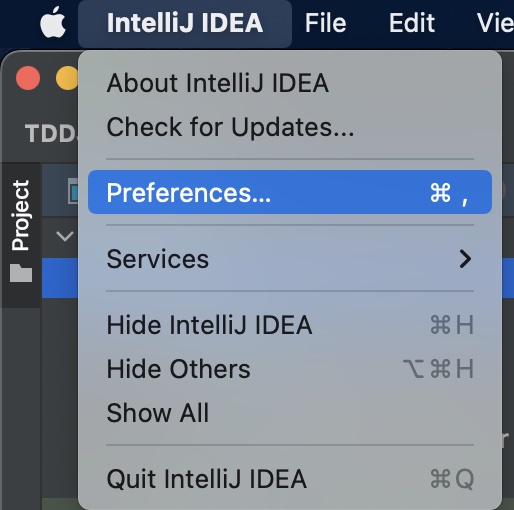 IntelliJ IDEA File Edit
TDD
Project
About IntelliJ IDEA
Check for Updates...
Preferences... ⌘ ,
Services
Hide IntelliJ IDEA ⌘H
Hide Others ⌥⌘H
Show All
Quit IntelliJ IDEA ⌘Q